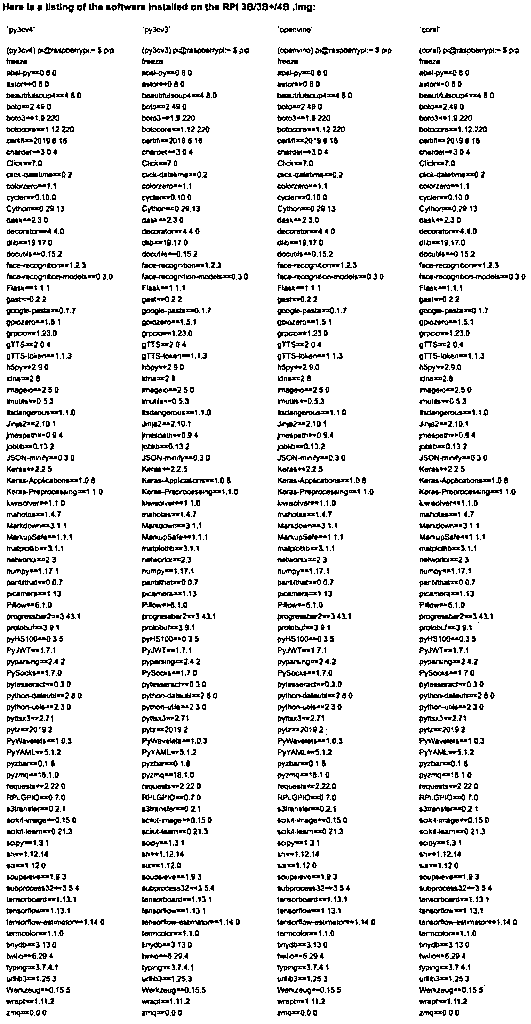 Here is a listing of the software installed on the RPi 3B/3B+/4B .img:
'py3cv4' 'py3cv3' 'openvino' 'coral'
(py3cv4) pi@raspberrypi:~ $ pip (py3cv3) pi@raspberrypi:~ $ pip (openvino) pi@raspberrypi:~ $ pip (coral) pi@raspberrypi:~ $ pip
freeze freeze freeze freeze
absl-py==0.8.0 absl-py==0.8.0 absl-py==0.8.0 absl-py==0.8.0
astor==0.8.0 astor==0.8.0 astor==0.8.0 astor==0.8.0
beautifulsoup4==4.8.0 beautifulsoup4==4.8.0 beautifulsoup4==4.8.0 beautifulsoup4==4.8.0
boto==2.49.0 boto==2.49.0 boto==2.49.0 boto==2.49.0
boto3==1.9.220 boto3==1.9.220 boto3==1.9.220 boto3==1.9.220
botocore==1.12.220 botocore==1.12.220 botocore==1.12.220 botocore==1.12.220
certifi==2019.6.16 certifi==2019.6.16 certifi==2019.6.16 certifi==2019.6.16
chardet==3.0.4 chardet==3.0.4 chardet==3.0.4 chardet==3.0.4
Click==7.0 Click==7.0 Click==7.0 Click==7.0
click-datetime==0.2 click-datetime==0.2 click-datetime==0.2 click-datetime==0.2
colorzero==1.1 colorzero==1.1 colorzero==1.1 colorzero==1.1
cycler==0.10.0 cycler==0.10.0 cycler==0.10.0 cycler==0.10.0
Cython==0.29.13 Cython==0.29.13 Cython==0.29.13 Cython==0.29.13
dask==2.3.0 dask==2.3.0 dask==2.3.0 dask==2.3.0
decorator==4.4.0 decorator==4.4.0 decorator==4.4.0 decorator==4.4.0
dlib==19.17.0 dlib==19.17.0 dlib==19.17.0 dlib==19.17.0
docutils==0.15.2 docutils==0.15.2 docutils==0.15.2 docutils==0.15.2
face-recognition==1.2.3 face-recognition==1.2.3 face-recognition==1.2.3 face-recognition==1.2.3
face-recognition-models==0.3.0 face-recognition-models==0.3.0 face-recognition-models==0.3.0 face-recognition-models==0.3.0
Flask==1.1.1 Flask==1.1.1 Flask==1.1.1 Flask==1.1.1
gast==0.2.2 gast==0.2.2 gast==0.2.2 gast==0.2.2
google-pasta==0.1.7 google-pasta==0.1.7 google-pasta==0.1.7 google-pasta==0.1.7
gpiozero==1.5.1 gpiozero==1.5.1 gpiozero==1.5.1 gpiozero==1.5.1
grpcio==1.23.0 grpcio==1.23.0 grpcio==1.23.0 grpcio==1.23.0
gTTS==2.0.4 gTTS==2.0.4 gTTS==2.0.4 gTTS==2.0.4
gTTS-token==1.1.3 gTTS-token==1.1.3 gTTS-token==1.1.3 gTTS-token==1.1.3
h5py==2.9.0 h5py==2.9.0 h5py==2.9.0 h5py==2.9.0
idna==2.8 idna==2.8 idna==2.8 idna==2.8
imageio==2.5.0 imageio==2.5.0 imageio==2.5.0 imageio==2.5.0
imutils==0.5.3 imutils==0.5.3 imutils==0.5.3 imutils==0.5.3
itsdangerous==1.1.0 itsdangerous==1.1.0 itsdangerous==1.1.0 itsdangerous==1.1.0
Jinja2==2.10.1 Jinja2==2.10.1 Jinja2==2.10.1 Jinja2==2.10.1
jmespath==0.9.4 jmespath==0.9.4 jmespath==0.9.4 jmespath==0.9.4
joblib==0.13.2 joblib==0.13.2 joblib==0.13.2 joblib==0.13.2
JSON-minify==0.3.0 JSON-minify==0.3.0 JSON-minify==0.3.0 JSON-minify==0.3.0
Keras==2.2.5 Keras==2.2.5 Keras==2.2.5 Keras==2.2.5
Keras-Applications==1.0.8 Keras-Applications==1.0.8 Keras-Applications==1.0.8 Keras-Applications==1.0.8
Keras-Preprocessing==1.1.0 Keras-Preprocessing==1.1.0 Keras-Preprocessing==1.1.0 Keras-Preprocessing==1.1.0
kiwisolver==1.1.0 kiwisolver==1.1.0 kiwisolver==1.1.0 kiwisolver==1.1.0
mahotas==1.4.7 mahotas==1.4.7 mahotas==1.4.7 mahotas==1.4.7
Markdown==3.1.1 Markdown==3.1.1 Markdown==3.1.1 Markdown==3.1.1
MarkupSafe==1.1.1 MarkupSafe==1.1.1 MarkupSafe==1.1.1 MarkupSafe==1.1.1
matplotlib==3.1.1 matplotlib==3.1.1 matplotlib==3.1.1 matplotlib==3.1.1
networkx==2.3 networkx==2.3 networkx==2.3 networkx==2.3
numpy==1.17.1 numpy==1.17.1 numpy==1.17.1 numpy==1.17.1
pantilthat==0.0.7 pantilthat==0.0.7 pantilthat==0.0.7 pantilthat==0.0.7
picamera==1.13 picamera==1.13 picamera==1.13 picamera==1.13
Pillow==6.1.0 Pillow==6.1.0 Pillow==6.1.0 Pillow==6.1.0
progressbar2==3.43.1 progressbar2==3.43.1 progressbar2==3.43.1 progressbar2==3.43.1
protobuf==3.9.1 protobuf==3.9.1 protobuf==3.9.1 protobuf==3.9.1
pyHS100==0.3.5 pyHS100==0.3.5 pyHS100==0.3.5 pyHS100==0.3.5
PyJWT==1.7.1 PyJWT==1.7.1 PyJWT==1.7.1 PyJWT==1.7.1
pyparsing==2.4.2 pyparsing==2.4.2 pyparsing==2.4.2 pyparsing==2.4.2
PySocks==1.7.0 PySocks==1.7.0 PySocks==1.7.0 PySocks==1.7.0
pytesseract==0.3.0 pytesseract==0.3.0 pytesseract==0.3.0 pytesseract==0.3.0
python-dateutil==2.8.0 python-dateutil==2.8.0 python-dateutil==2.8.0 python-dateutil==2.8.0
python-utils==2.3.0 python-utils==2.3.0 python-utils==2.3.0 python-utils==2.3.0
pyttsx3==2.71 pyttsx3==2.71 pyttsx3==2.71 pyttsx3==2.71
pytz==2019.2 pytz==2019.2 pytz==2019.2 pytz==2019.2
PyWavelets==1.0.3 PyWavelets==1.0.3 PyWavelets==1.0.3 PyWavelets==1.0.3
PyYAML==5.1.2 PyYAML==5.1.2 PyYAML==5.1.2 PyYAML==5.1.2
pyzbar==0.1.8 pyzbar==0.1.8 pyzbar==0.1.8 pyzbar==0.1.8
pyzmq==18.1.0 pyzmq==18.1.0 pyzmq==18.1.0 pyzmq==18.1.0
requests==2.22.0 requests==2.22.0 requests==2.22.0 requests==2.22.0
RPi.GPIO==0.7.0 RPi.GPIO==0.7.0 RPi.GPIO==0.7.0 RPi.GPIO==0.7.0
s3transfer==0.2.1 s3transfer==0.2.1 s3transfer==0.2.1 s3transfer==0.2.1
scikit-image==0.15.0 scikit-image==0.15.0 scikit-image==0.15.0 scikit-image==0.15.0
scikit-learn==0.21.3 scikit-learn==0.21.3 scikit-learn==0.21.3 scikit-learn==0.21.3
scipy==1.3.1 scipy==1.3.1 scipy==1.3.1 scipy==1.3.1
sh==1.12.14 sh==1.12.14 sh==1.12.14 sh==1.12.14
six==1.12.0 six==1.12.0 six==1.12.0 six==1.12.0
soupsieve==1.9.3 soupsieve==1.9.3 soupsieve==1.9.3 soupsieve==1.9.3
subprocess32==3.5.4 subprocess32==3.5.4 subprocess32==3.5.4 subprocess32==3.5.4
tensorboard==1.13.1 tensorboard==1.13.1 tensorboard==1.13.1 tensorboard==1.13.1
tensorflow==1.13.1 tensorflow==1.13.1 tensorflow==1.13.1 tensorflow==1.13.1
tensorflow-estimator==1.14.0 tensorflow-estimator==1.14.0 tensorflow-estimator==1.14.0 tensorflow-estimator==1.14.0
termcolor==1.1.0 termcolor==1.1.0 termcolor==1.1.0 termcolor==1.1.0
tinydb==3.13.0 tinydb==3.13.0 tinydb==3.13.0 tinydb==3.13.0
twilio==6.29.4 twilio==6.29.4 twilio==6.29.4 twilio==6.29.4
typing==3.7.4.1 typing==3.7.4.1 typing==3.7.4.1 typing==3.7.4.1
urllib3==1.25.3 urllib3==1.25.3 urllib3==1.25.3 urllib3==1.25.3
Werkzeug==0.15.5 Werkzeug==0.15.5 Werkzeug==0.15.5 Werkzeug==0.15.5
wrapt==1.11.2 wrapt==1.11.2 wrapt==1.11.2 wrapt==1.11.2
zmq==0.0.0 zmq==0.0.0 zmq==0.0.0 zmq==0.0.0